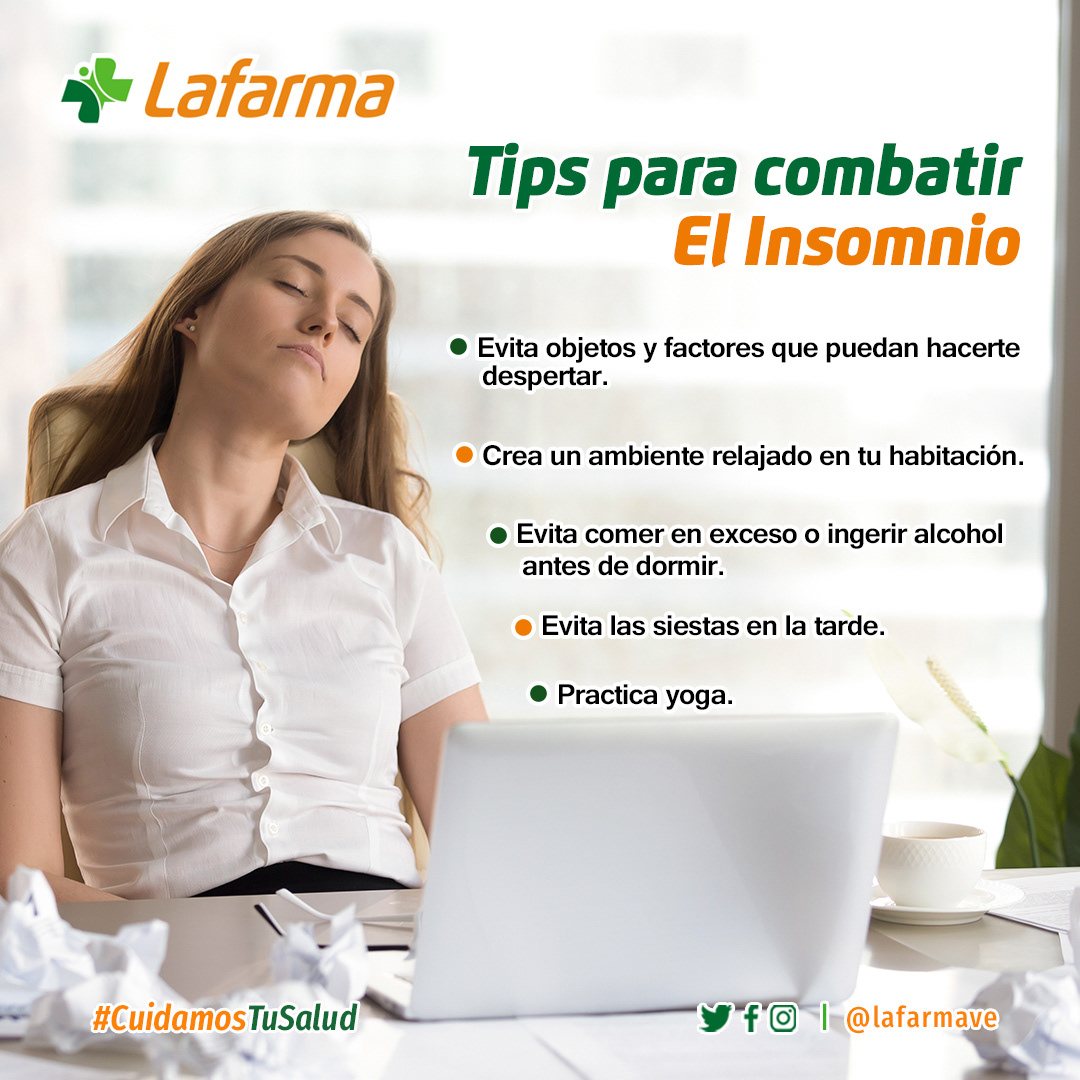 Lafarma
Tips para combatir
El Insomnio
Evita objetos y factores que puedan hacerte
despertar.
Crea un ambiente relajado en tu habitación.
Evita comer en exceso o ingerir alcohol
antes de dormir.
Evita las siestas en la tarde.
Practica yoga.
#CuidamosTuSalud
| @lafarmave